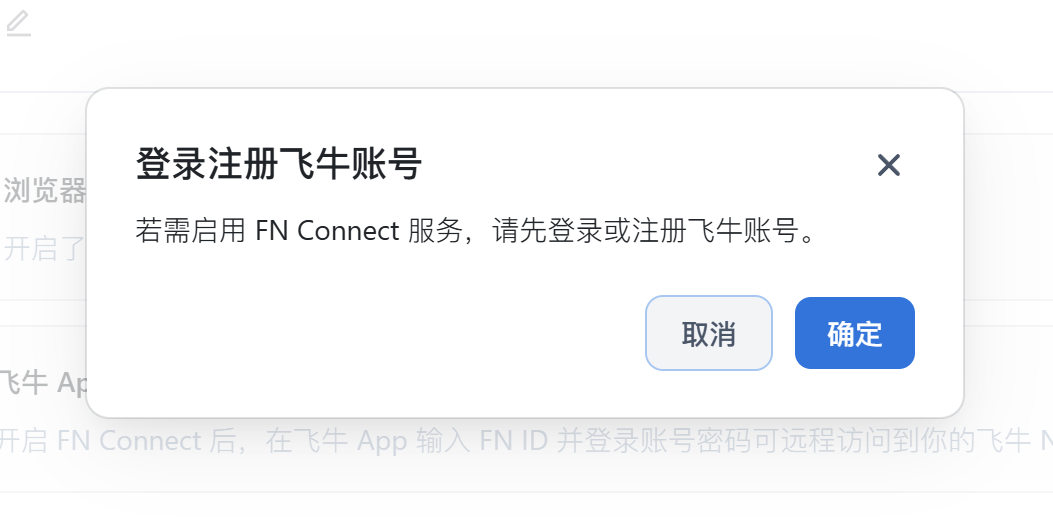 登录注册飞牛账号
若需启用 FN Connect 服务，请先登录或注册飞牛账号。
取消
确定
浏览器
开启了
飞牛 App
开启 FN Connect 后，在飞牛 App 输入 FN ID 并登录账号密码可远程访问到你的飞牛 N